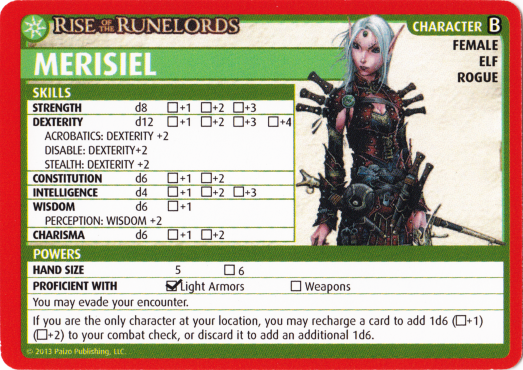 RISE OF THE RUNELORDS
CHARACTER B
FEMALE
ELF
ROGUE
MERISIEL
SKILLS
STRENGTH d8 ☐+1 ☐+2 ☐+3
DEXTERITY d12 ☐+1 ☐+2 ☐+3 ☐+4
ACROBATICS: DEXTERITY +2
DISABLE: DEXTERITY+2
STEALTH: DEXTERITY +2
CONSTITUTION d6 ☐+1 ☐+2
INTELLIGENCE d4 ☐+1 ☐+2 ☐+3
WISDOM d6 ☐+1
PERCEPTION: WISDOM +2
CHARISMA d6 ☐+1 ☐+2
POWERS
HAND SIZE 5 ☐ 6
PROFICIENT WITH ☑Light Armors ☐ Weapons
You may evade your encounter.
If you are the only character at your location, you may recharge a card to add 1d6 (☐+1)
(☐+2) to your combat check, or discard it to add an additional 1d6.
© 2013 Paizo Publishing, LLC.